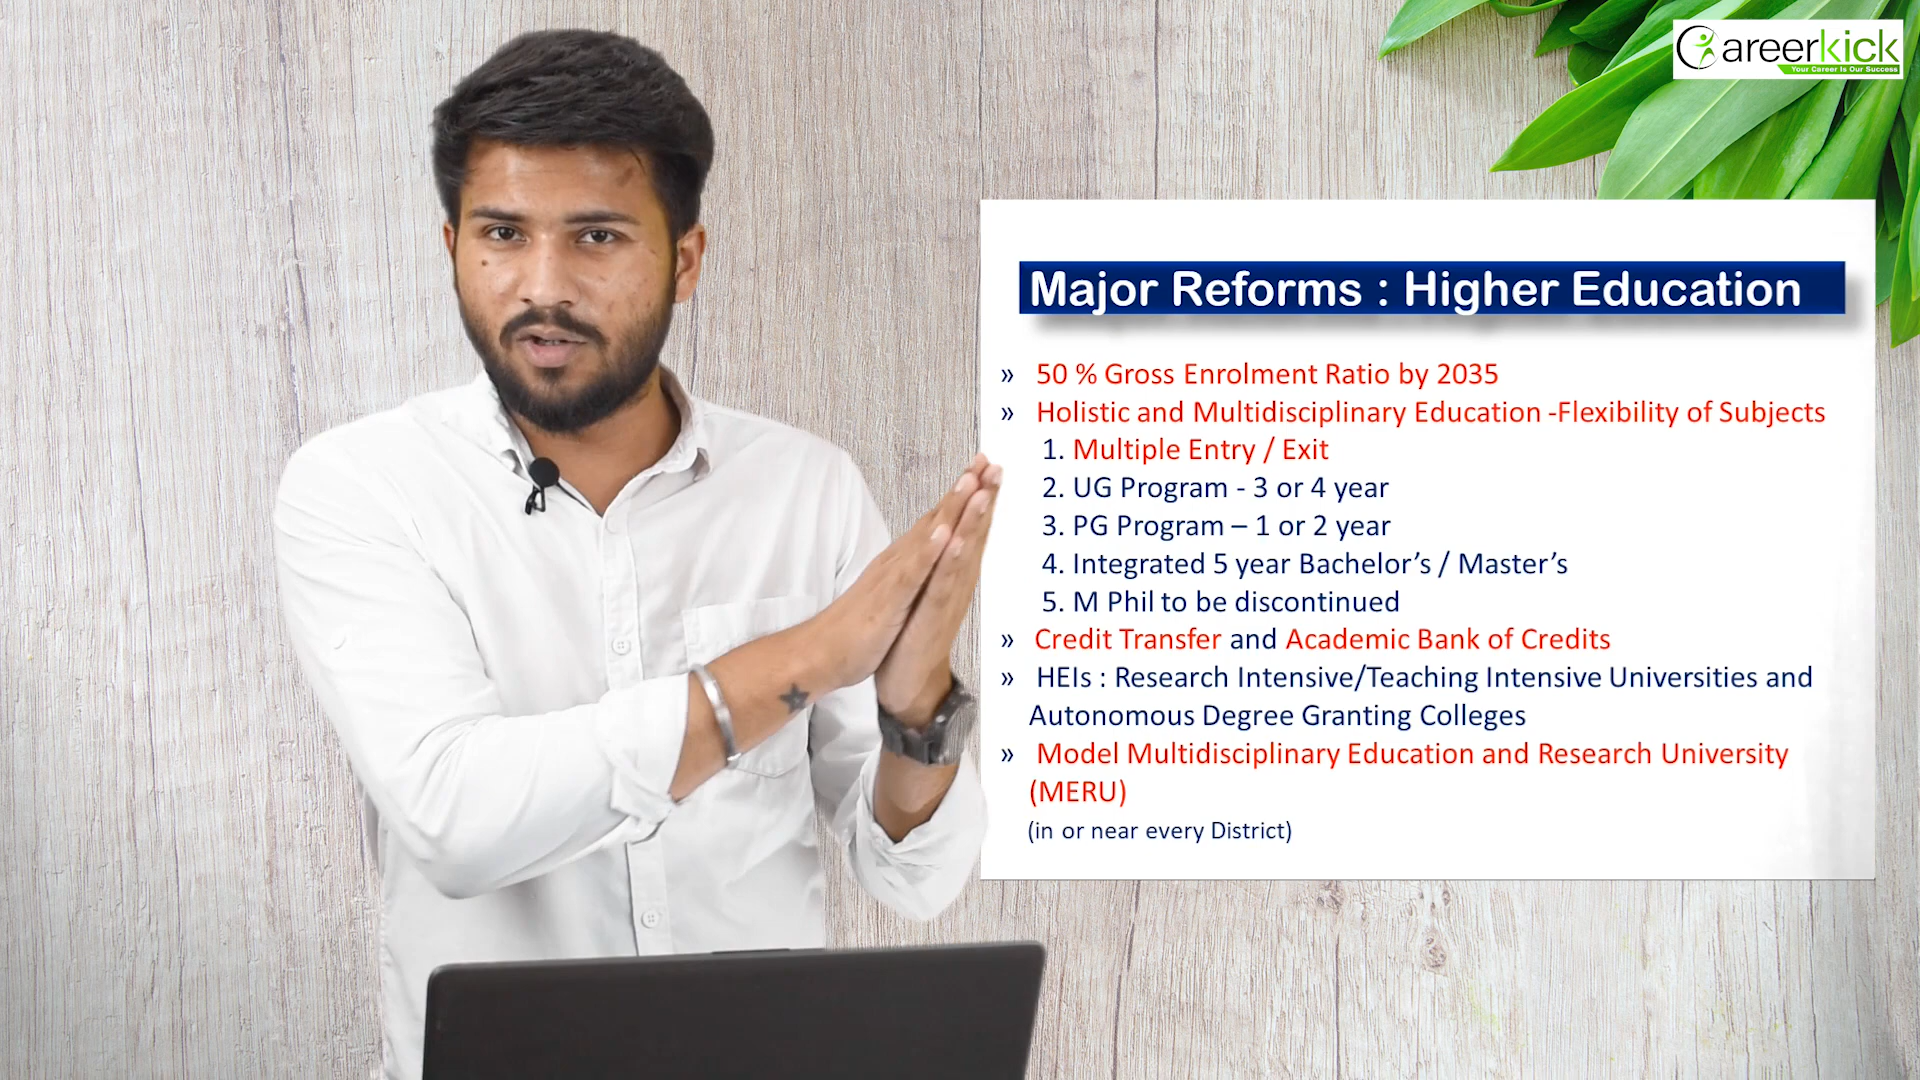 Careerkick
Your Career Is Our Success
Major Reforms : Higher Education
» 50 % Gross Enrolment Ratio by 2035
» Holistic and Multidisciplinary Education -Flexibility of Subjects
1. Multiple Entry / Exit
2. UG Program - 3 or 4 year
3. PG Program – 1 or 2 year
4. Integrated 5 year Bachelor’s / Master’s
5. M Phil to be discontinued
» Credit Transfer and Academic Bank of Credits
» HEIs : Research Intensive/Teaching Intensive Universities and
Autonomous Degree Granting Colleges
» Model Multidisciplinary Education and Research University
(MERU)
(in or near every District)